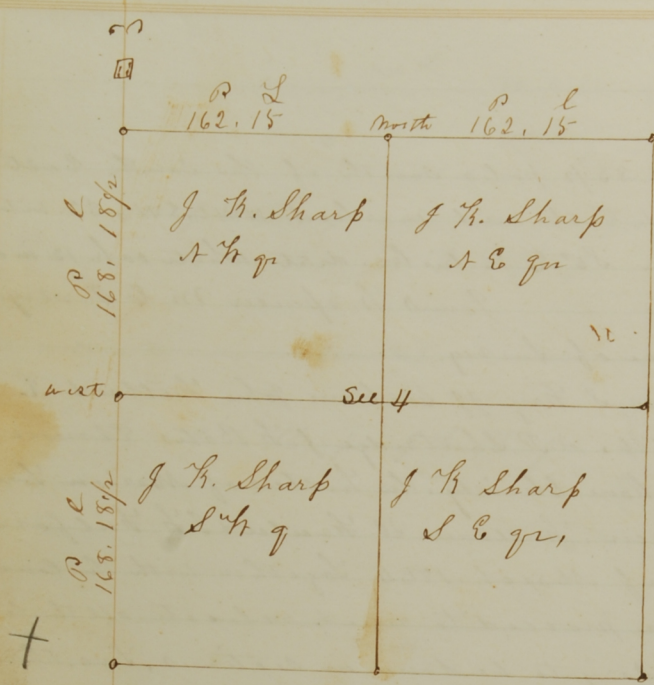 P L
162. 15
north
P l
162. 15
P l
168. 18½
J K. Sharp
N W qr
J K. Sharp
N E qr
west
Sec 4
P l
168. 18½
J K. Sharp
S W q
J K Sharp
S E qr,